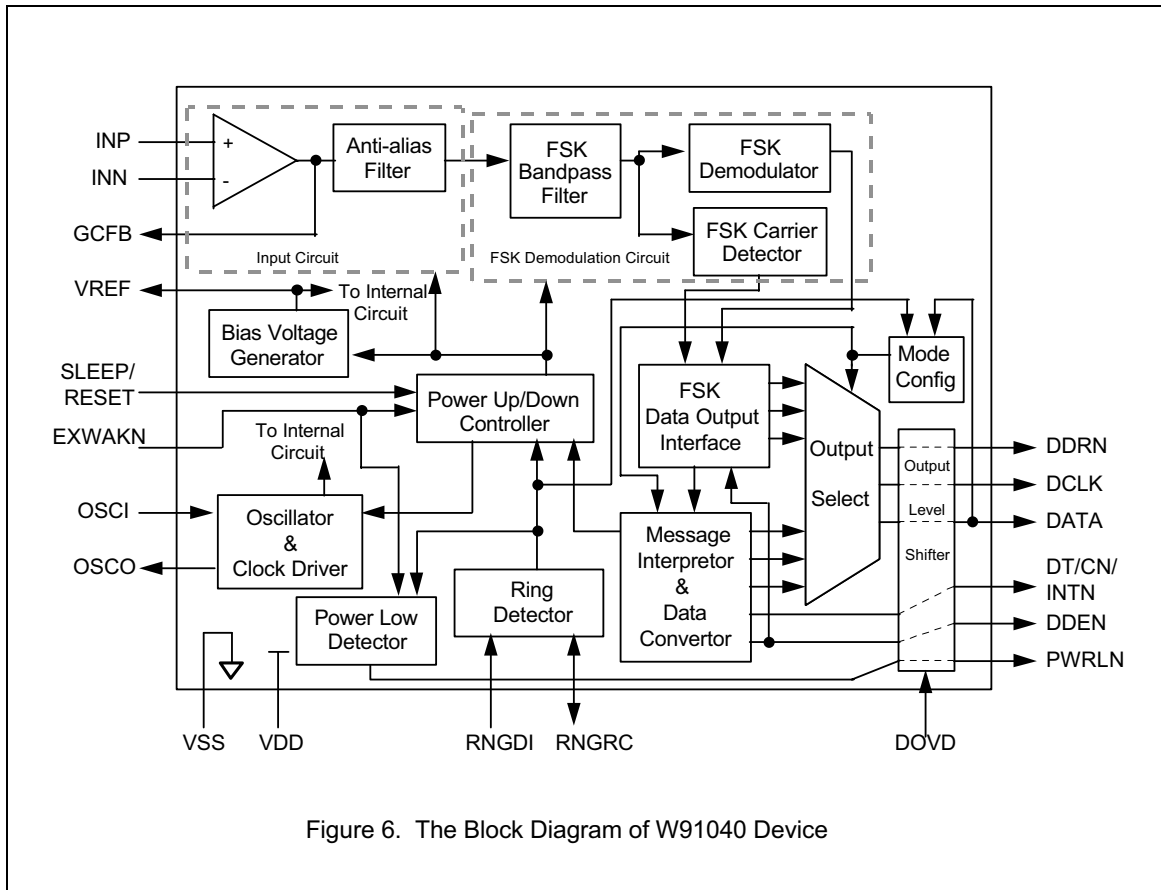 INP
INN
GCFB
VREF
SLEEP/
RESET
EXWAKN
OSCI
OSCO
+
-
Anti-alias
Filter
Input Circuit
FSK
Bandpass
Filter
FSK
Demodulator
FSK Carrier
Detector
FSK Demodulation Circuit
To Internal
Circuit
Bias Voltage
Generator
Mode
Config
Power Up/Down
Controller
FSK
Data Output
Interface
To Internal
Circuit
Output
Select
Oscillator
&
Clock Driver
Message
Interpretor
&
Data
Convertor
Ring
Detector
Power Low
Detector
Output
Level
Shifter
DDRN
DCLK
DATA
DT/CN/
INTN
DDEN
PWRLN
VSS
VDD
RNGDI
RNGRC
DOVD
Figure 6. The Block Diagram of W91040 Device